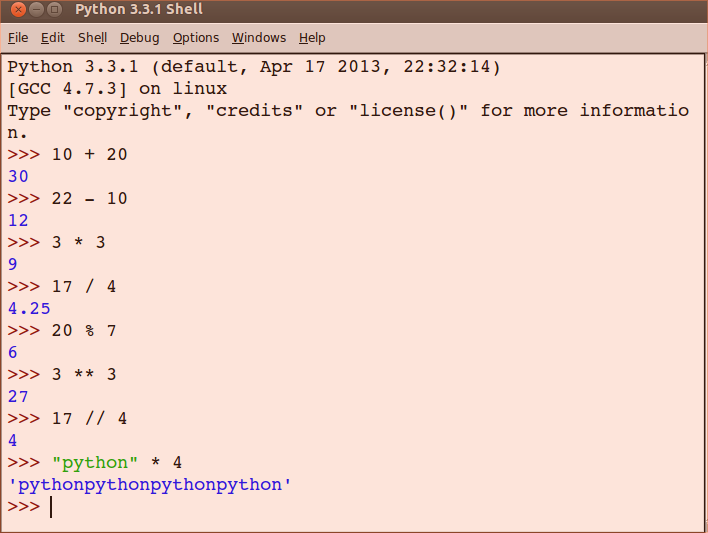 Python 3.3.1 Shell
File Edit Shell Debug Options Windows Help
Python 3.3.1 (default, Apr 17 2013, 22:32:14)
[GCC 4.7.3] on linux
Type "copyright", "credits" or "license()" for more informatio
n.
>>> 10 + 20
30
>>> 22 - 10
12
>>> 3 * 3
9
>>> 17 / 4
4.25
>>> 20 % 7
6
>>> 3 ** 3
27
>>> 17 // 4
4
>>> "python" * 4
'pythonpythonpythonpython'
>>>